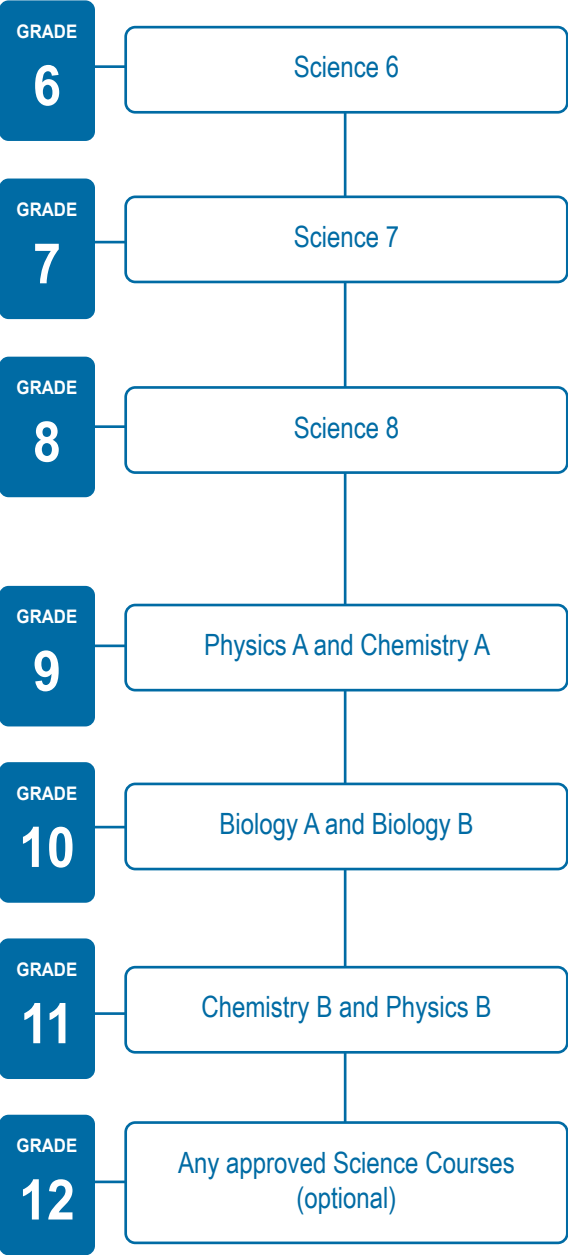 GRADE
6
Science 6
GRADE
7
Science 7
GRADE
8
Science 8
GRADE
9
Physics A and Chemistry A
GRADE
10
Biology A and Biology B
GRADE
11
Chemistry B and Physics B
GRADE
12
Any approved Science Courses
(optional)